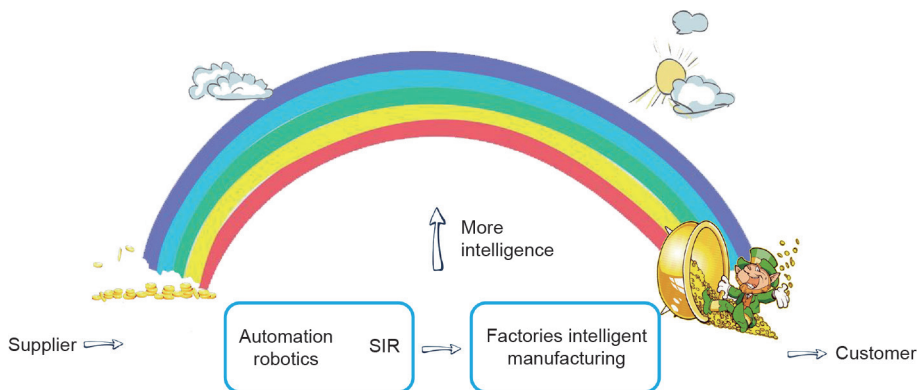 More
intelligence
Supplier
Automation
robotics SIR
Factories intelligent
manufacturing
Customer